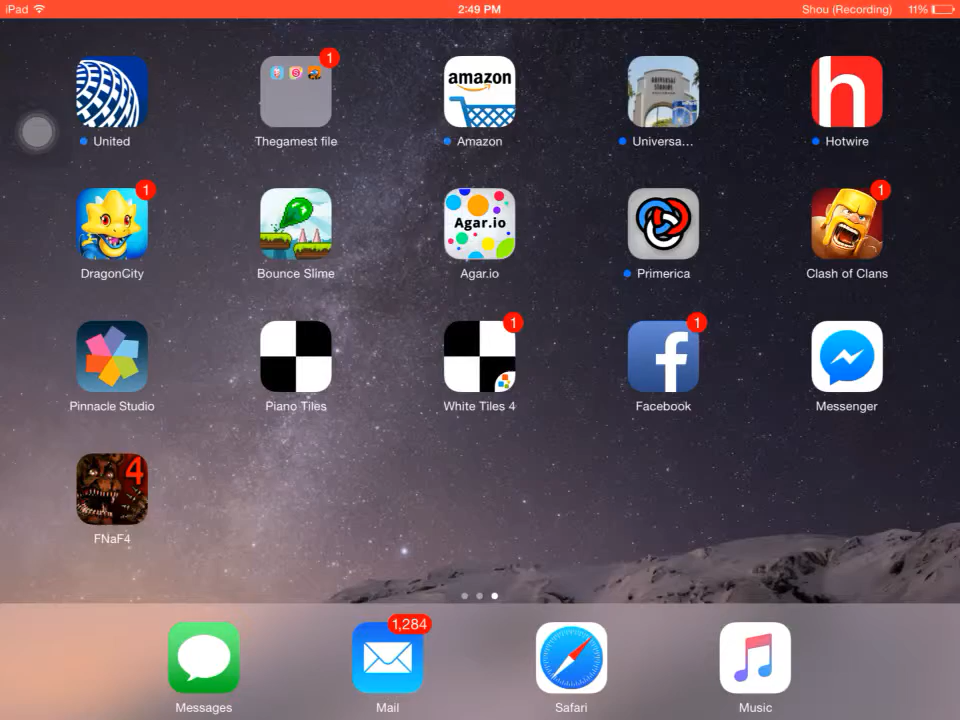 iPad 2:49 PM Shou (Recording) 11%
1
amazon
h
United Thegamest file Amazon Universa... Hotwire
1 Agar.io 1
DragonCity Bounce Slime Agar.io Primerica Clash of Clans
1 1
f
Pinnacle Studio Piano Tiles White Tiles 4 Facebook Messenger
4
FNaF4
1,284
Messages Mail Safari Music